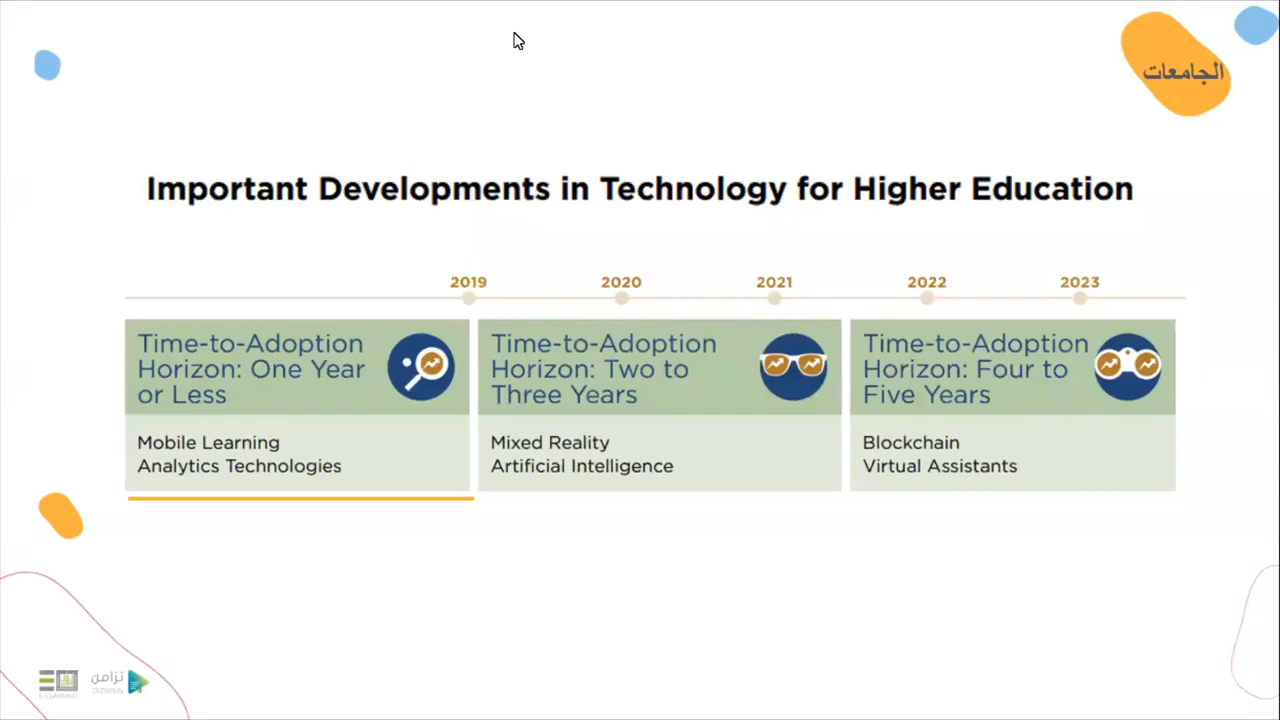 الجامعات
Important Developments in Technology for Higher Education
2019 2020 2021 2022 2023
Time-to-Adoption
Horizon: One Year
or Less
Mobile Learning
Analytics Technologies
Time-to-Adoption
Horizon: Two to
Three Years
Mixed Reality
Artificial Intelligence
Time-to-Adoption
Horizon: Four to
Five Years
Blockchain
Virtual Assistants
تزامن